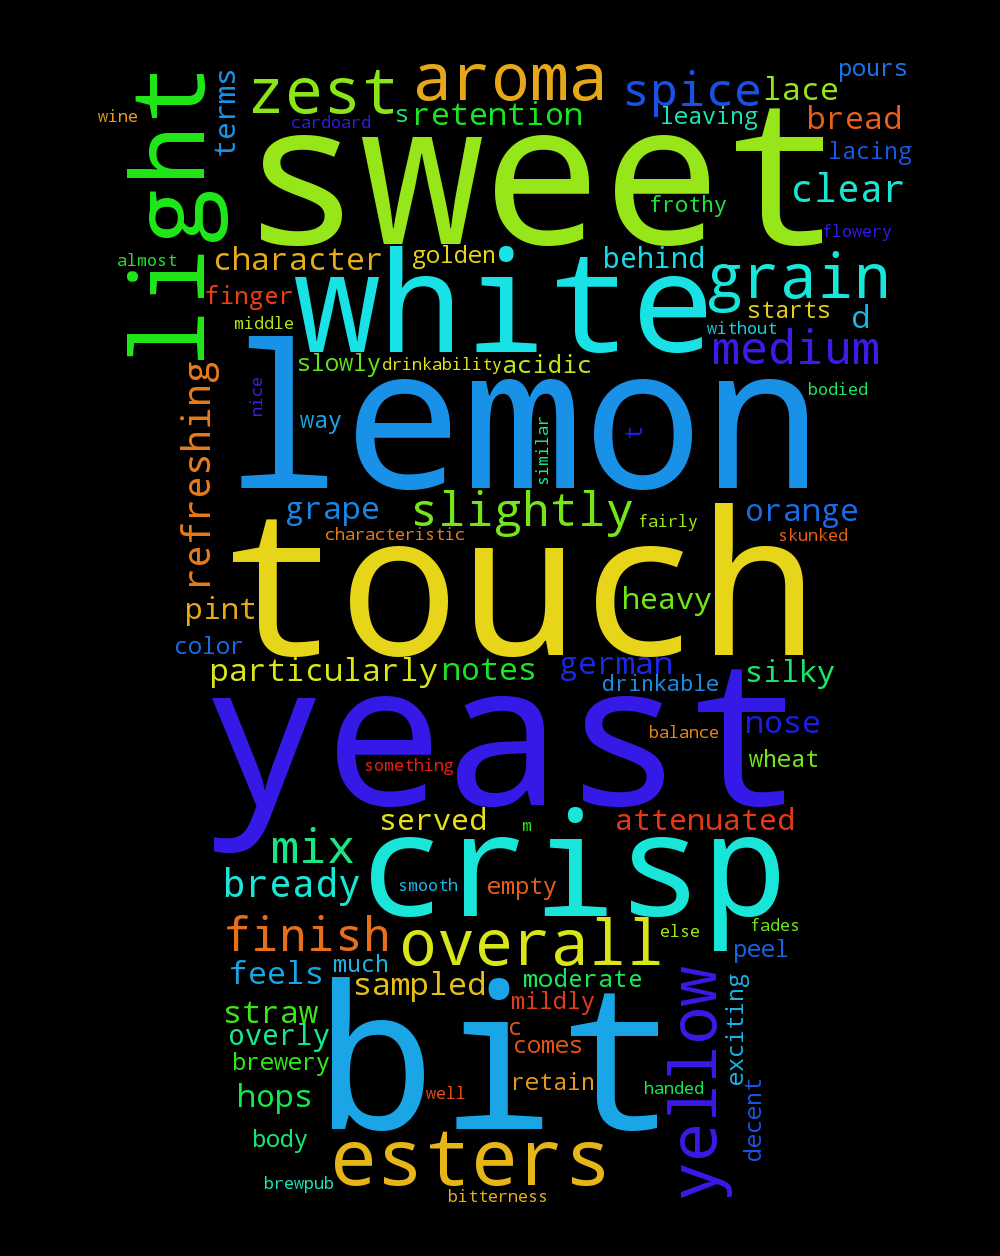 aroma
zest
spice
lace
pours
light
terms
wine
cardoard
s
retention
leaving
bread
sweet
lacing
clear
frothy
flowery
almost
character
golden
white
behind
grain
finger
starts
d
middle
without
medium
slowly
drinkability
acidic
lemon
nice
way
similar
t
bodied
refreshing
grape
slightly
fairly
orange
characteristic
skunked
touch
pint
heavy
color
particularly
notes
german
drinkable
silky
yeast
balance
nose
something
wheat
served
m
attenuated
mix
crisp
bready
smooth
empty
finish
overall
else
fades
peel
feels
much
sampled
moderate
yellow
exciting
straw
bit
mildly
overly
c
comes
brewery
retain
hops
well
handed
decent
body
esters
brewpub
bitterness